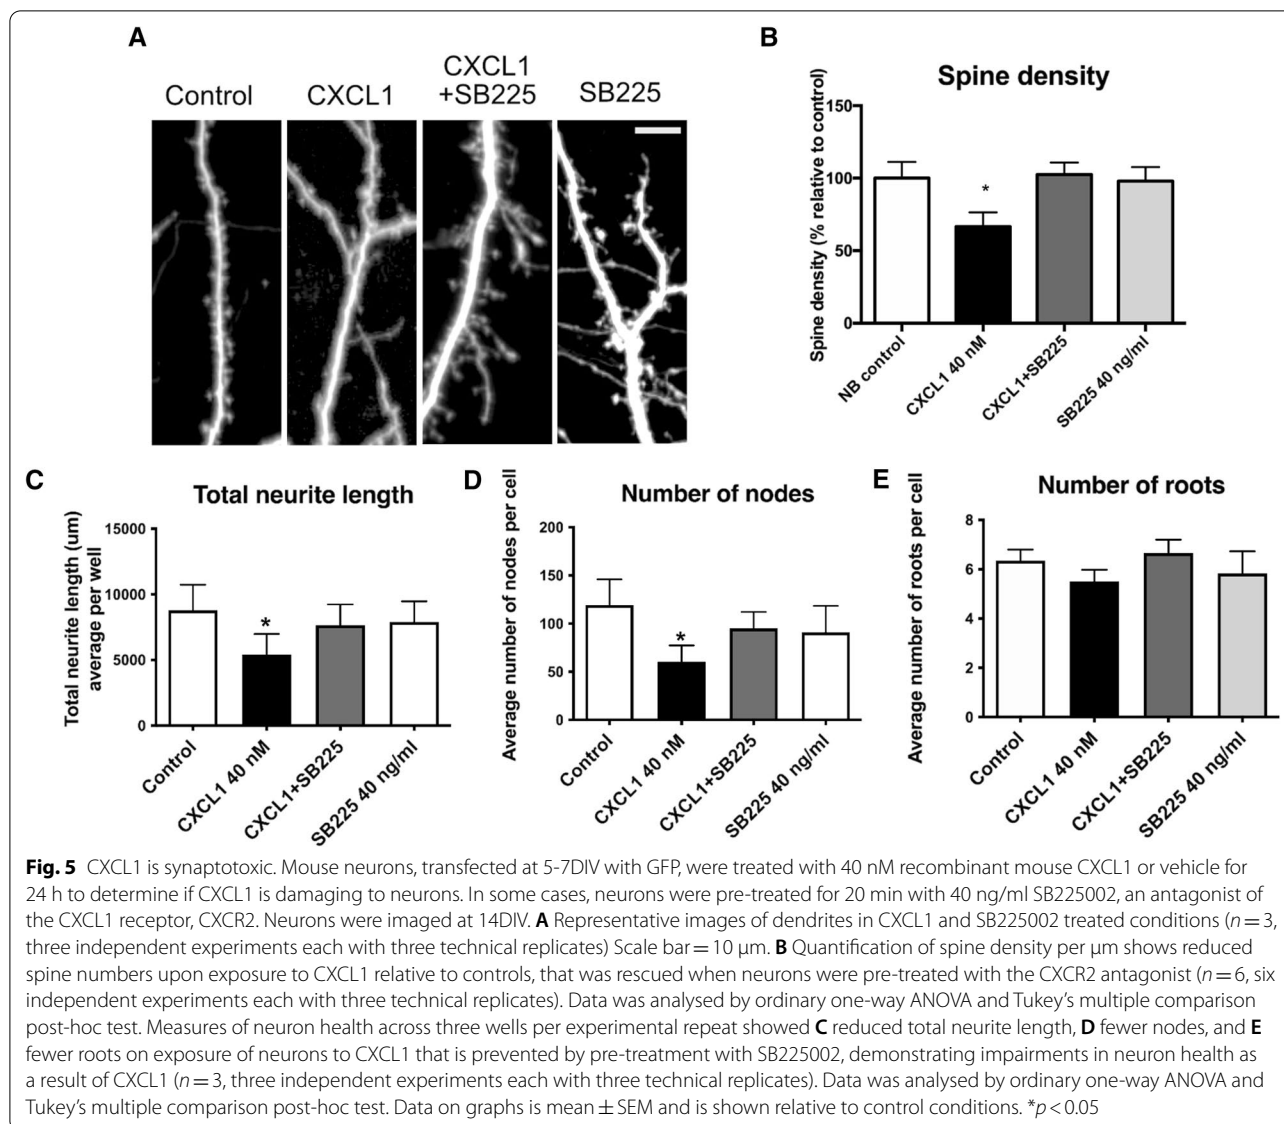 A
Control
CXCL1
CXCL1
+SB225
SB225
B
Spine density
Spine density (% relative to control)
150
100
50
0
*
NB control
CXCL1 40 nM
CXCL1+SB225
SB225 40 ng/ml
C
Total neurite length
Total neurite length (um)
average per well
15000
10000
5000
0
*
Control
CXCL1 40 nM
CXCL1+SB225
SB225 40 ng/ml
D
Number of nodes
Average number of nodes per cell
200
150
100
50
0
*
Control
CXCL1 40 nM
CXCL1+SB225
SB225 40 ng/ml
E
Number of roots
Average number of roots per cell
8
6
4
2
0
Control
CXCL1 40 nM
CXCL1+SB225
SB225 40 ng/ml
Fig. 5 CXCL1 is synaptotoxic. Mouse neurons, transfected at 5-7DIV with GFP, were treated with 40 nM recombinant mouse CXCL1 or vehicle for
24 h to determine if CXCL1 is damaging to neurons. In some cases, neurons were pre-treated for 20 min with 40 ng/ml SB225002, an antagonist of
the CXCL1 receptor, CXCR2. Neurons were imaged at 14DIV. A Representative images of dendrites in CXCL1 and SB225002 treated conditions (n = 3,
three independent experiments each with three technical replicates) Scale bar = 10 μm. B Quantification of spine density per μm shows reduced
spine numbers upon exposure to CXCL1 relative to controls, that was rescued when neurons were pre-treated with the CXCR2 antagonist (n = 6, six
independent experiments each with three technical replicates). Data was analysed by ordinary one-way ANOVA and Tukey's multiple comparison
post-hoc test. Measures of neuron health across three wells per experimental repeat showed C reduced total neurite length, D fewer nodes, and E
fewer roots on exposure of neurons to CXCL1 that is prevented by pre-treatment with SB225002, demonstrating impairments in neuron health as
a result of CXCL1 (n = 3, three independent experiments each with three technical replicates). Data was analysed by ordinary one-way ANOVA and
Tukey's multiple comparison post-hoc test. Data on graphs is mean ± SEM and is shown relative to control conditions. *p < 0.05